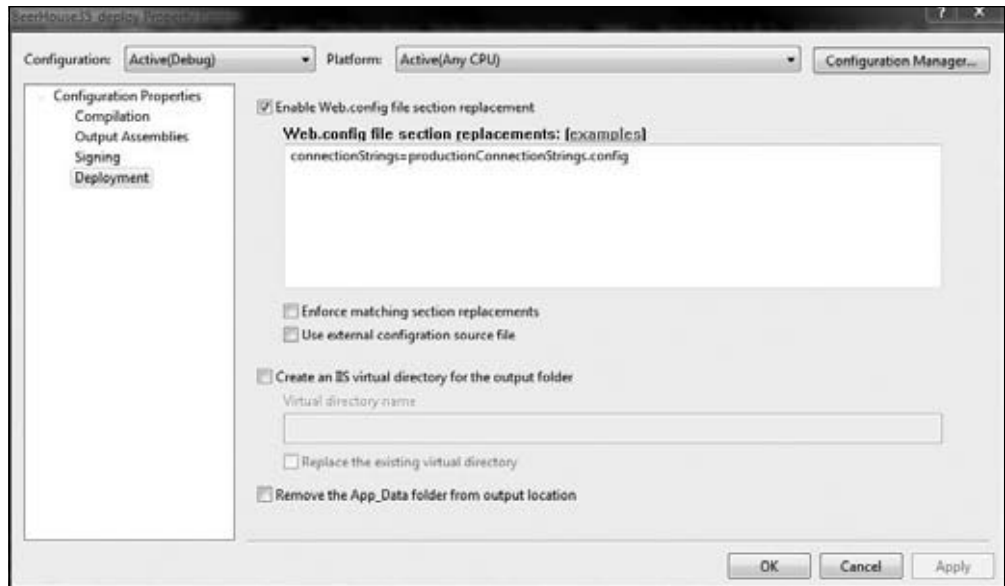 BeerHouse35_deploy Property Pages
Configuration: Active(Debug) Platform: Active(Any CPU) Configuration Manager...
Configuration Properties
Compilation
Output Assemblies
Signing
Deployment
Enable Web.config file section replacement
Web.config file section replacements: (examples)
connectionStrings=productionConnectionStrings.config
Enforce matching section replacements
Use external configration source file
Create an IIS virtual directory for the output folder
Virtual directory name
Replace the existing virtual directory
Remove the App_Data folder from output location
OK Cancel Apply